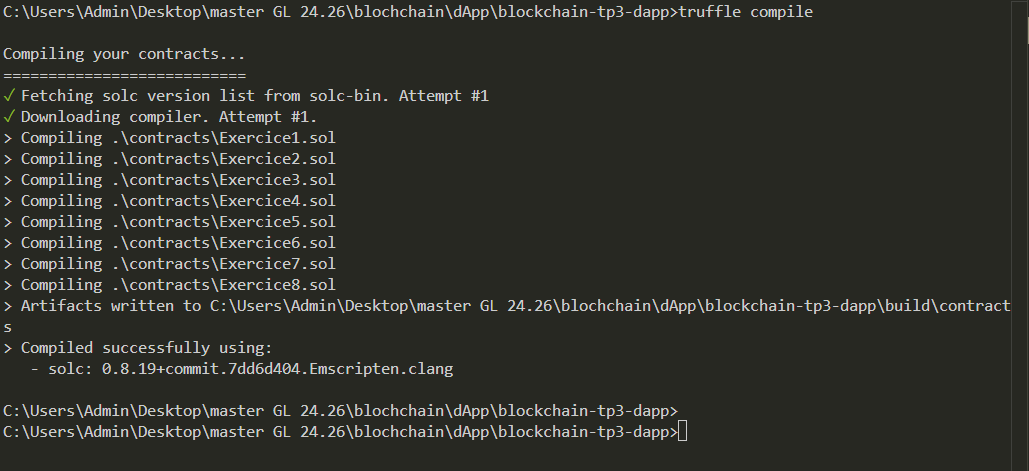 C:\Users\Admin\Desktop\master GL 24.26\blochchain\dApp\blockchain-tp3-dapp>truffle compile
Compiling your contracts...
===========================
✓ Fetching solc version list from solc-bin. Attempt #1
✓ Downloading compiler. Attempt #1.
> Compiling .\contracts\Exercice1.sol
> Compiling .\contracts\Exercice2.sol
> Compiling .\contracts\Exercice3.sol
> Compiling .\contracts\Exercice4.sol
> Compiling .\contracts\Exercice5.sol
> Compiling .\contracts\Exercice6.sol
> Compiling .\contracts\Exercice7.sol
> Compiling .\contracts\Exercice8.sol
> Artifacts written to C:\Users\Admin\Desktop\master GL 24.26\blochchain\dApp\blockchain-tp3-dapp\build\contract
s
> Compiled successfully using:
   - solc: 0.8.19+commit.7dd6d404.Emscripten.clang
C:\Users\Admin\Desktop\master GL 24.26\blochchain\dApp\blockchain-tp3-dapp>
C:\Users\Admin\Desktop\master GL 24.26\blochchain\dApp\blockchain-tp3-dapp>